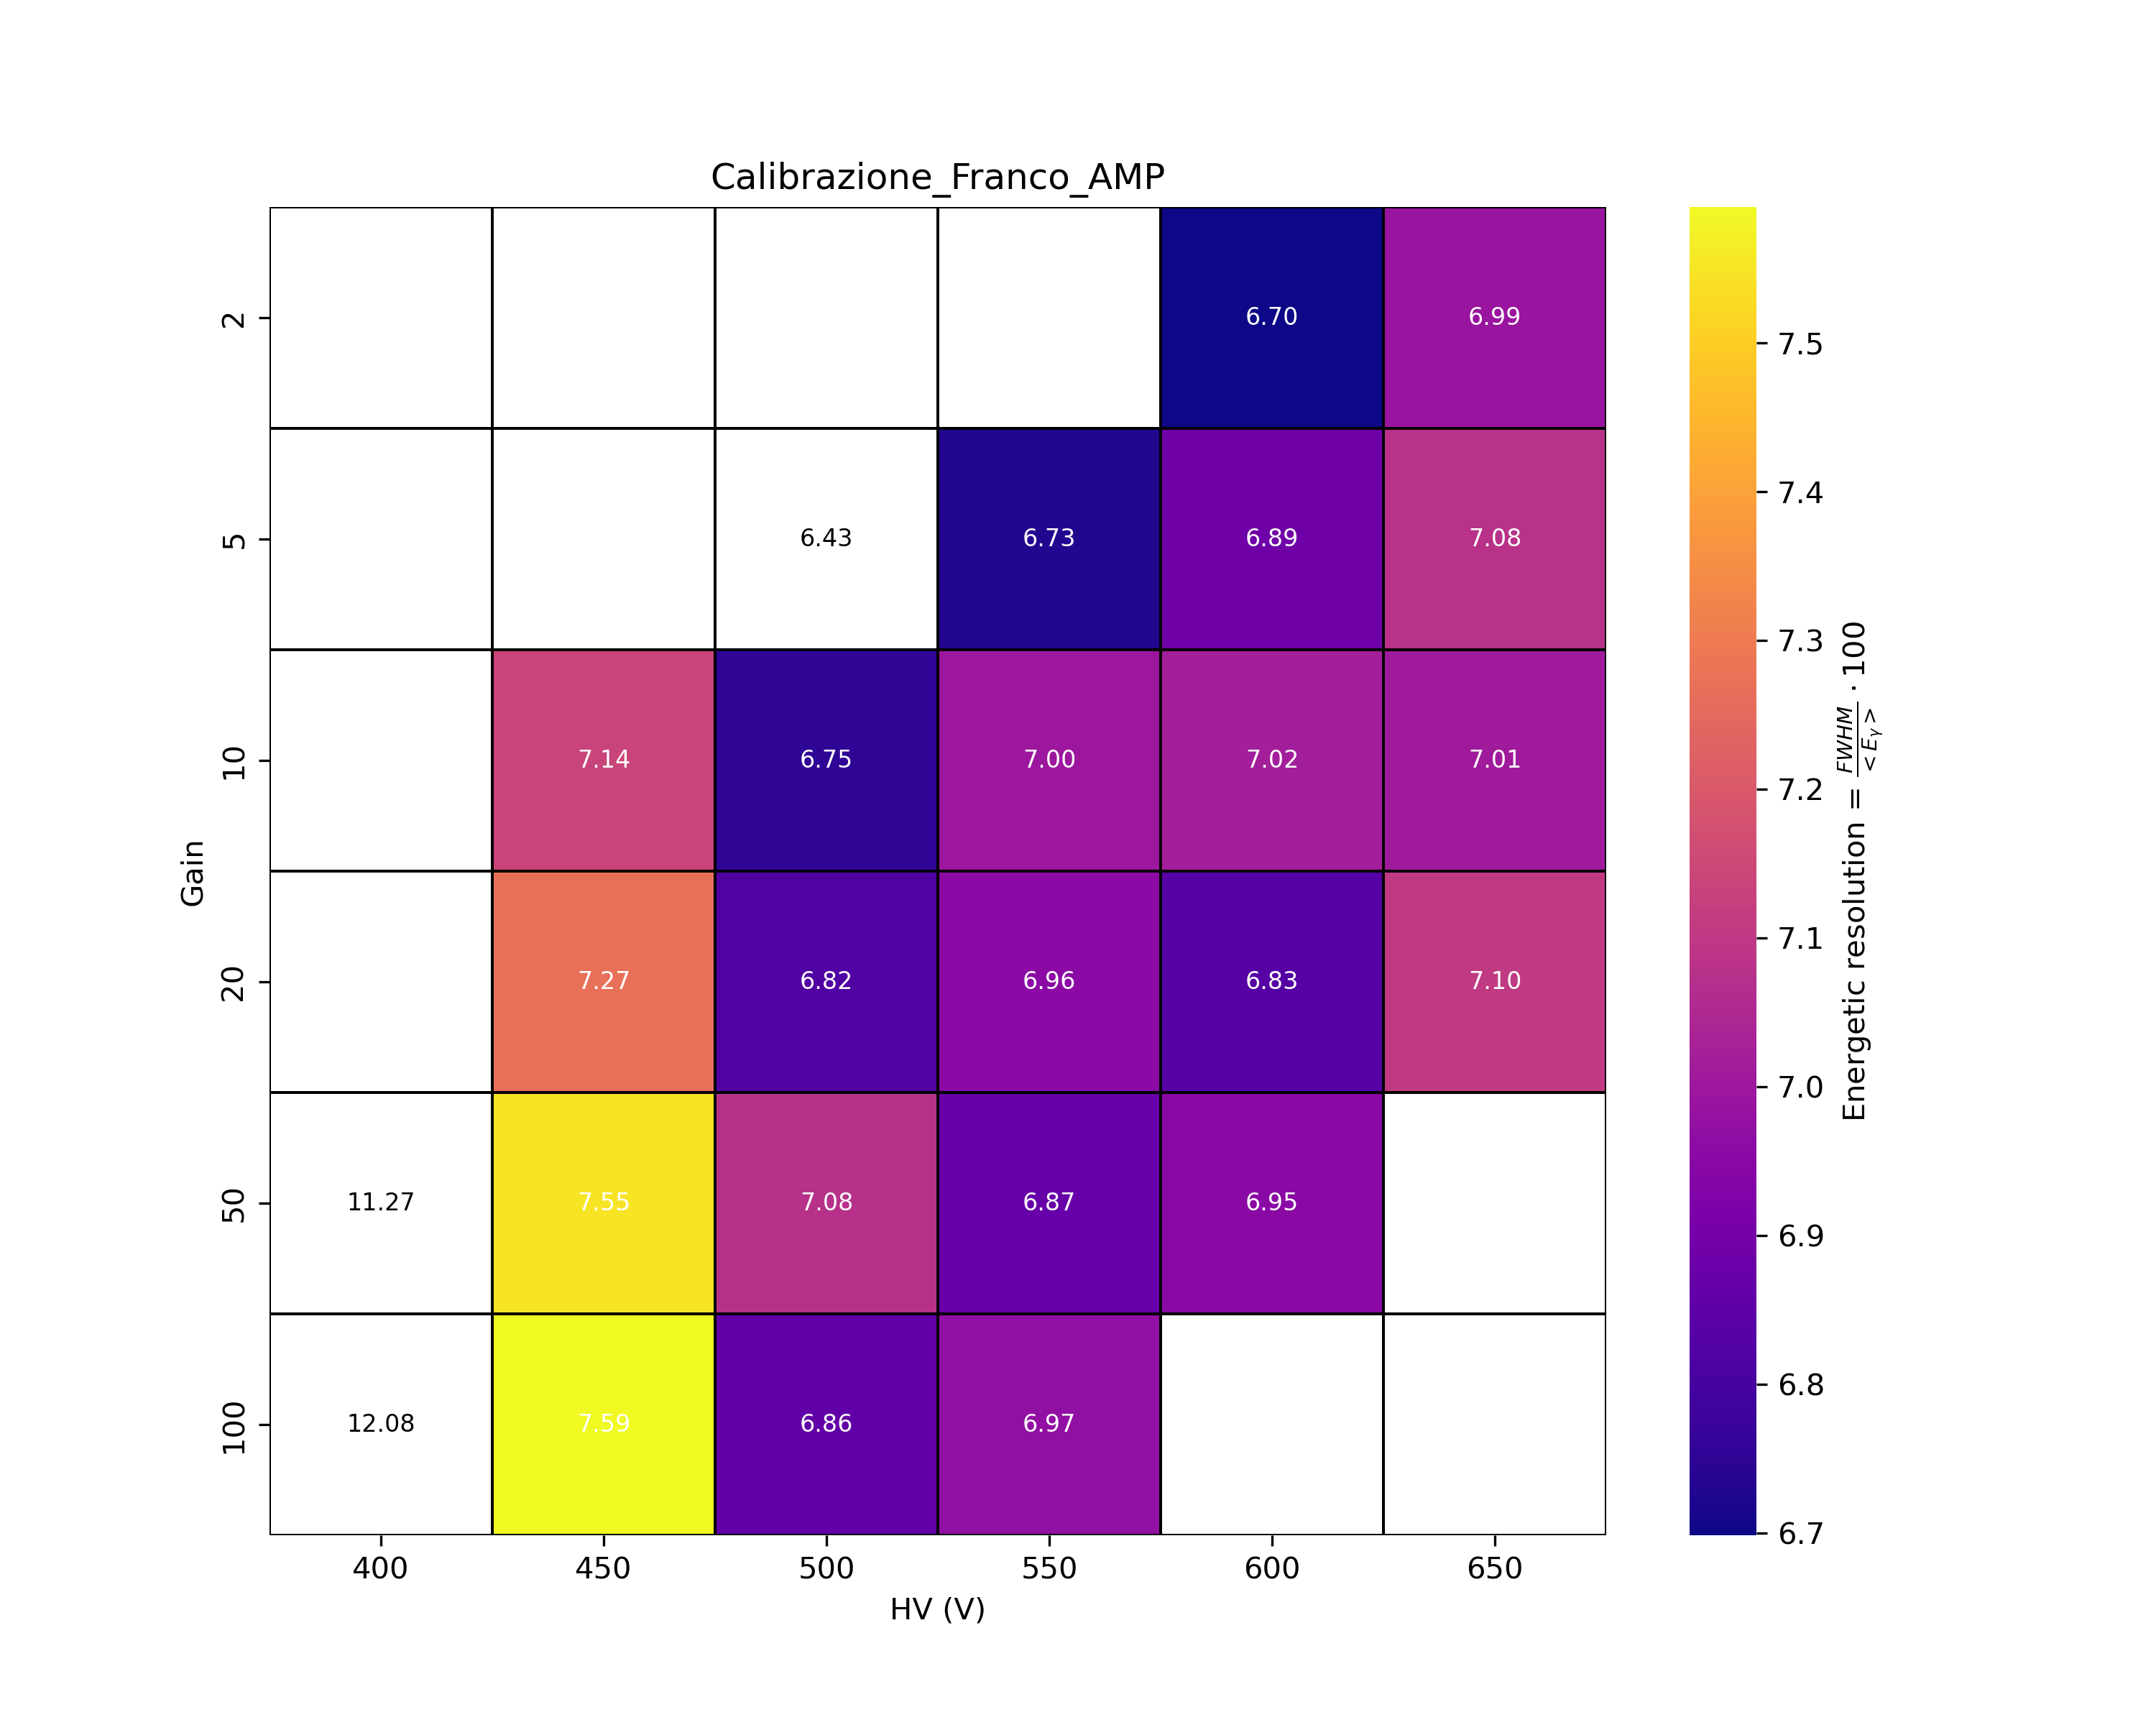 Calibrazione_Franco_AMP
2 6.70 6.99
5 6.43 6.73 6.89 7.08
10 7.14 6.75 7.00 7.02 7.01
20 7.27 6.82 6.96 6.83 7.10
50 11.27 7.55 7.08 6.87 6.95
100 12.08 7.59 6.86 6.97
400 450 500 550 600 650
HV (V)
Gain
7.5
7.4
7.3
7.2
7.1
7.0
6.9
6.8
6.7
Energetic resolution = $\frac{FWHM}{<E_\gamma>} \cdot 100$